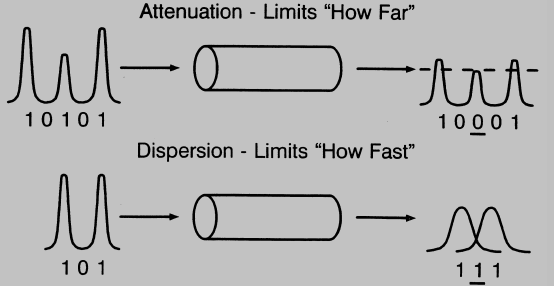 Attenuation - Limits "How Far"
1 0 1 0 1
1 0 0 0 1
Dispersion - Limits "How Fast"
1 0 1
1 1 1